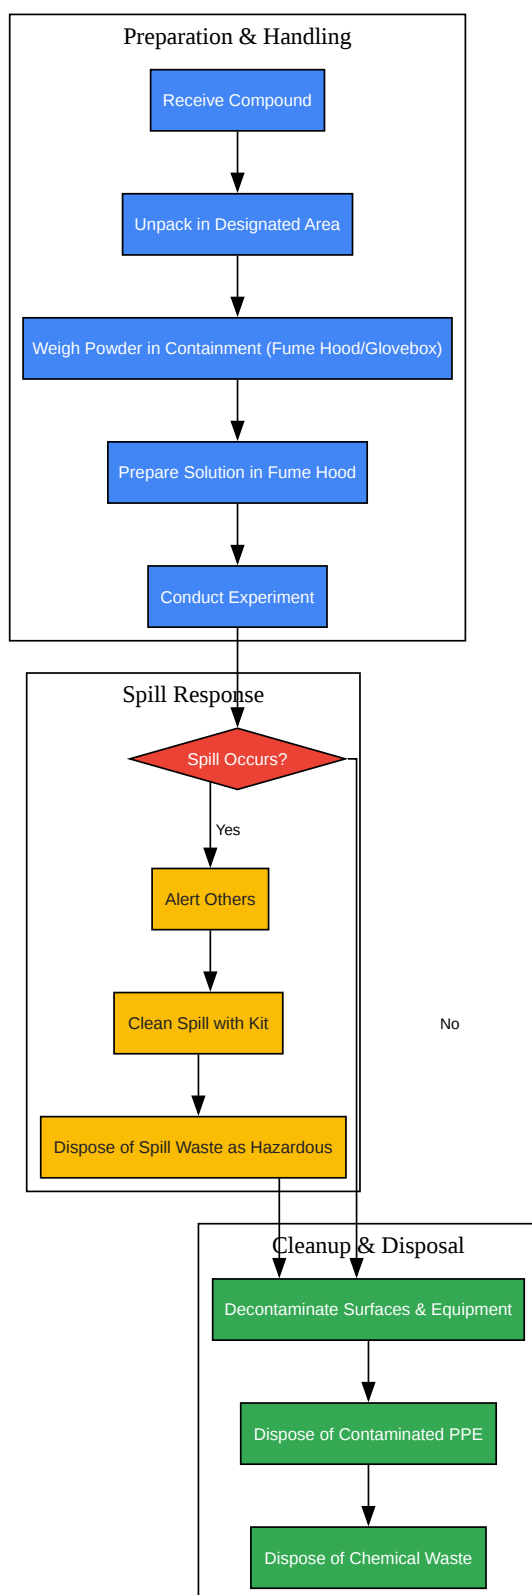 Preparation & Handling
Receive Compound
Unpack in Designated Area
Weigh Powder in Containment (Fume Hood/Glovebox)
Prepare Solution in Fume Hood
Conduct Experiment
Spill Response
Spill Occurs?
Yes
Alert Others
Clean Spill with Kit
No
Dispose of Spill Waste as Hazardous
Cleanup & Disposal
Decontaminate Surfaces & Equipment
Dispose of Contaminated PPE
Dispose of Chemical Waste